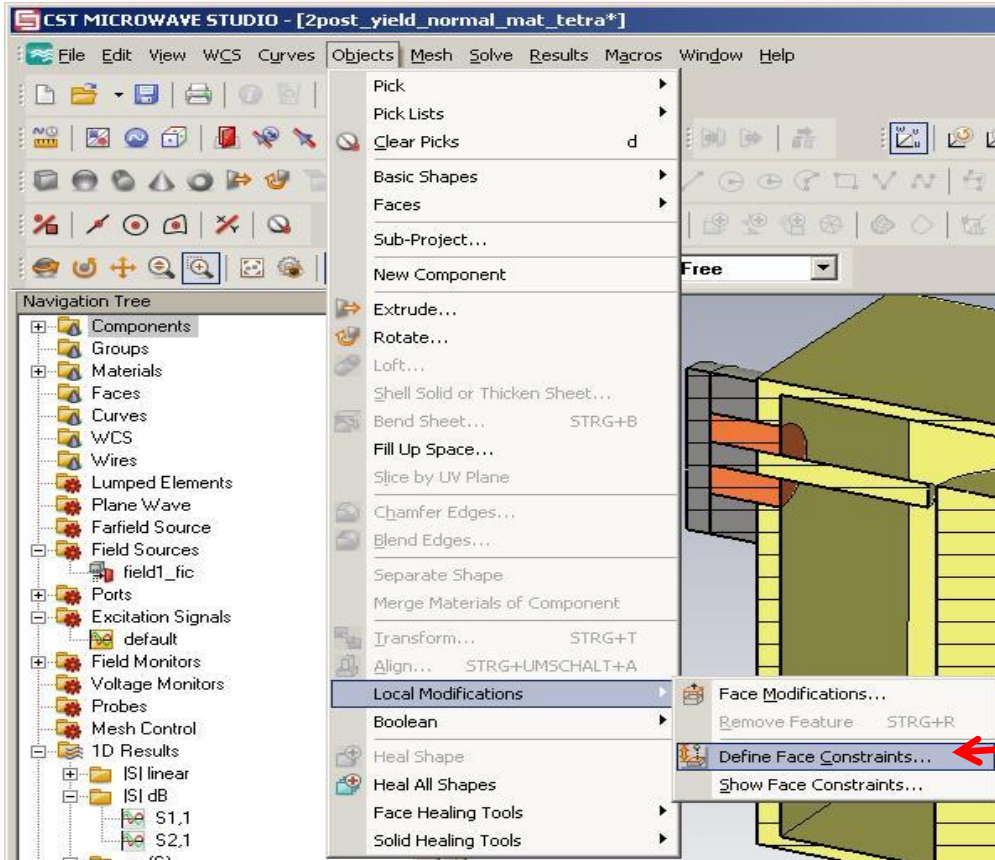 CST MICROWAVE STUDIO - [2post_yield_normal_mat_tetra*]
File Edit View WCS Curves Objects Mesh Solve Results Macros Window Help
Pick
Pick Lists
Clear Picks d
Basic Shapes
Faces
Sub-Project...
New Component
Extrude...
Rotate...
Loft...
Shell Solid or Thicken Sheet...
Bend Sheet... STRG+B
Fill Up Space...
Slice by UV Plane
Chamfer Edges...
Blend Edges...
Separate Shape
Merge Materials of Component
Transform... STRG+T
Align... STRG+UMSCHALT+A
Local Modifications
Boolean
Heal Shape
Heal All Shapes
Face Healing Tools
Solid Healing Tools
Face Modifications...
Remove Feature STRG+R
Define Face Constraints...
Show Face Constraints...
Free
Navigation Tree
Components
Groups
Materials
Faces
Curves
WCS
Wires
Lumped Elements
Plane Wave
Farfield Source
Field Sources
field1_fic
Ports
Excitation Signals
default
Field Monitors
Voltage Monitors
Probes
Mesh Control
1D Results
|S| linear
|S| dB
S1,1
S2,1